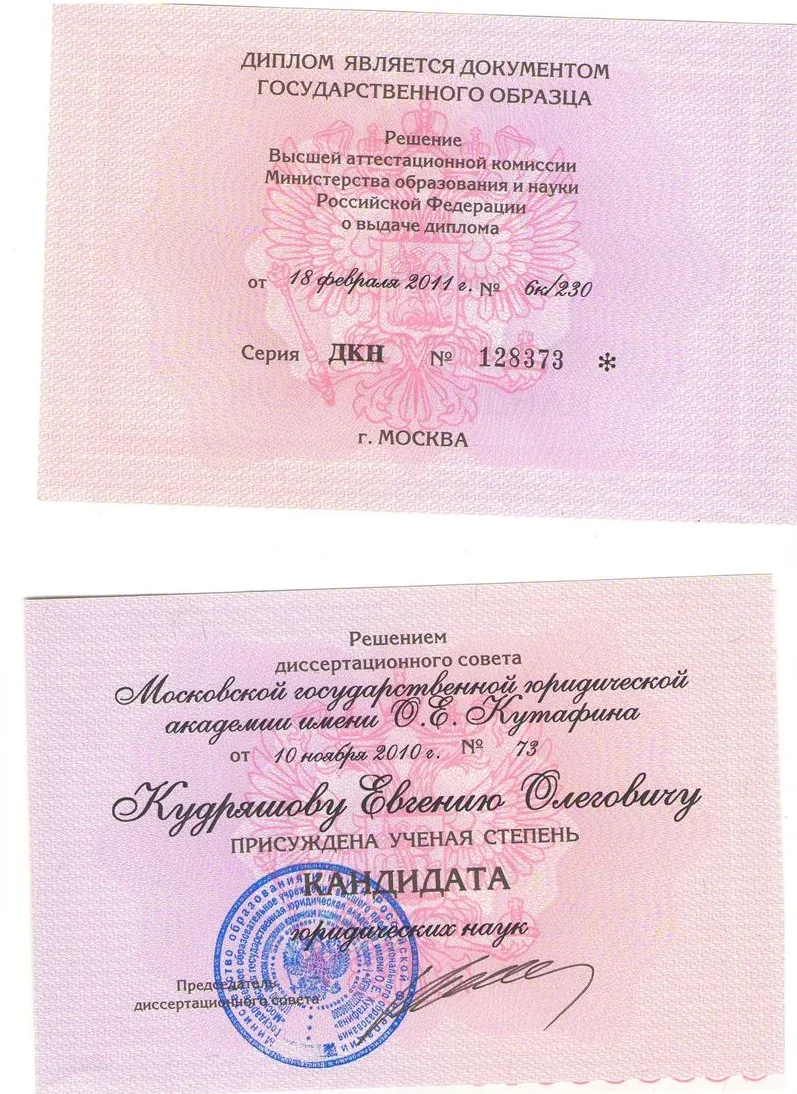 ДИПЛОМ ЯВЛЯЕТСЯ ДОКУМЕНТОМ
ГОСУДАРСТВЕННОГО ОБРАЗЦА
Решение
Высшей аттестационной комиссии
Министерства образования и науки
Российской Федерации
о выдаче диплома
от 18 февраля 2011 г. № 6к/230
Серия ДКН № 128373 *
г. МОСКВА
Решением
диссертационного совета
Московской государственной юридической
академии имени О.Е. Кутафина
от 10 ноября 2010 г. № 73
Кудряшову Евгению Олеговичу
ПРИСУЖДЕНА УЧЕНАЯ СТЕПЕНЬ
КАНДИДАТА
юридических наук
Председатель
диссертационного совета